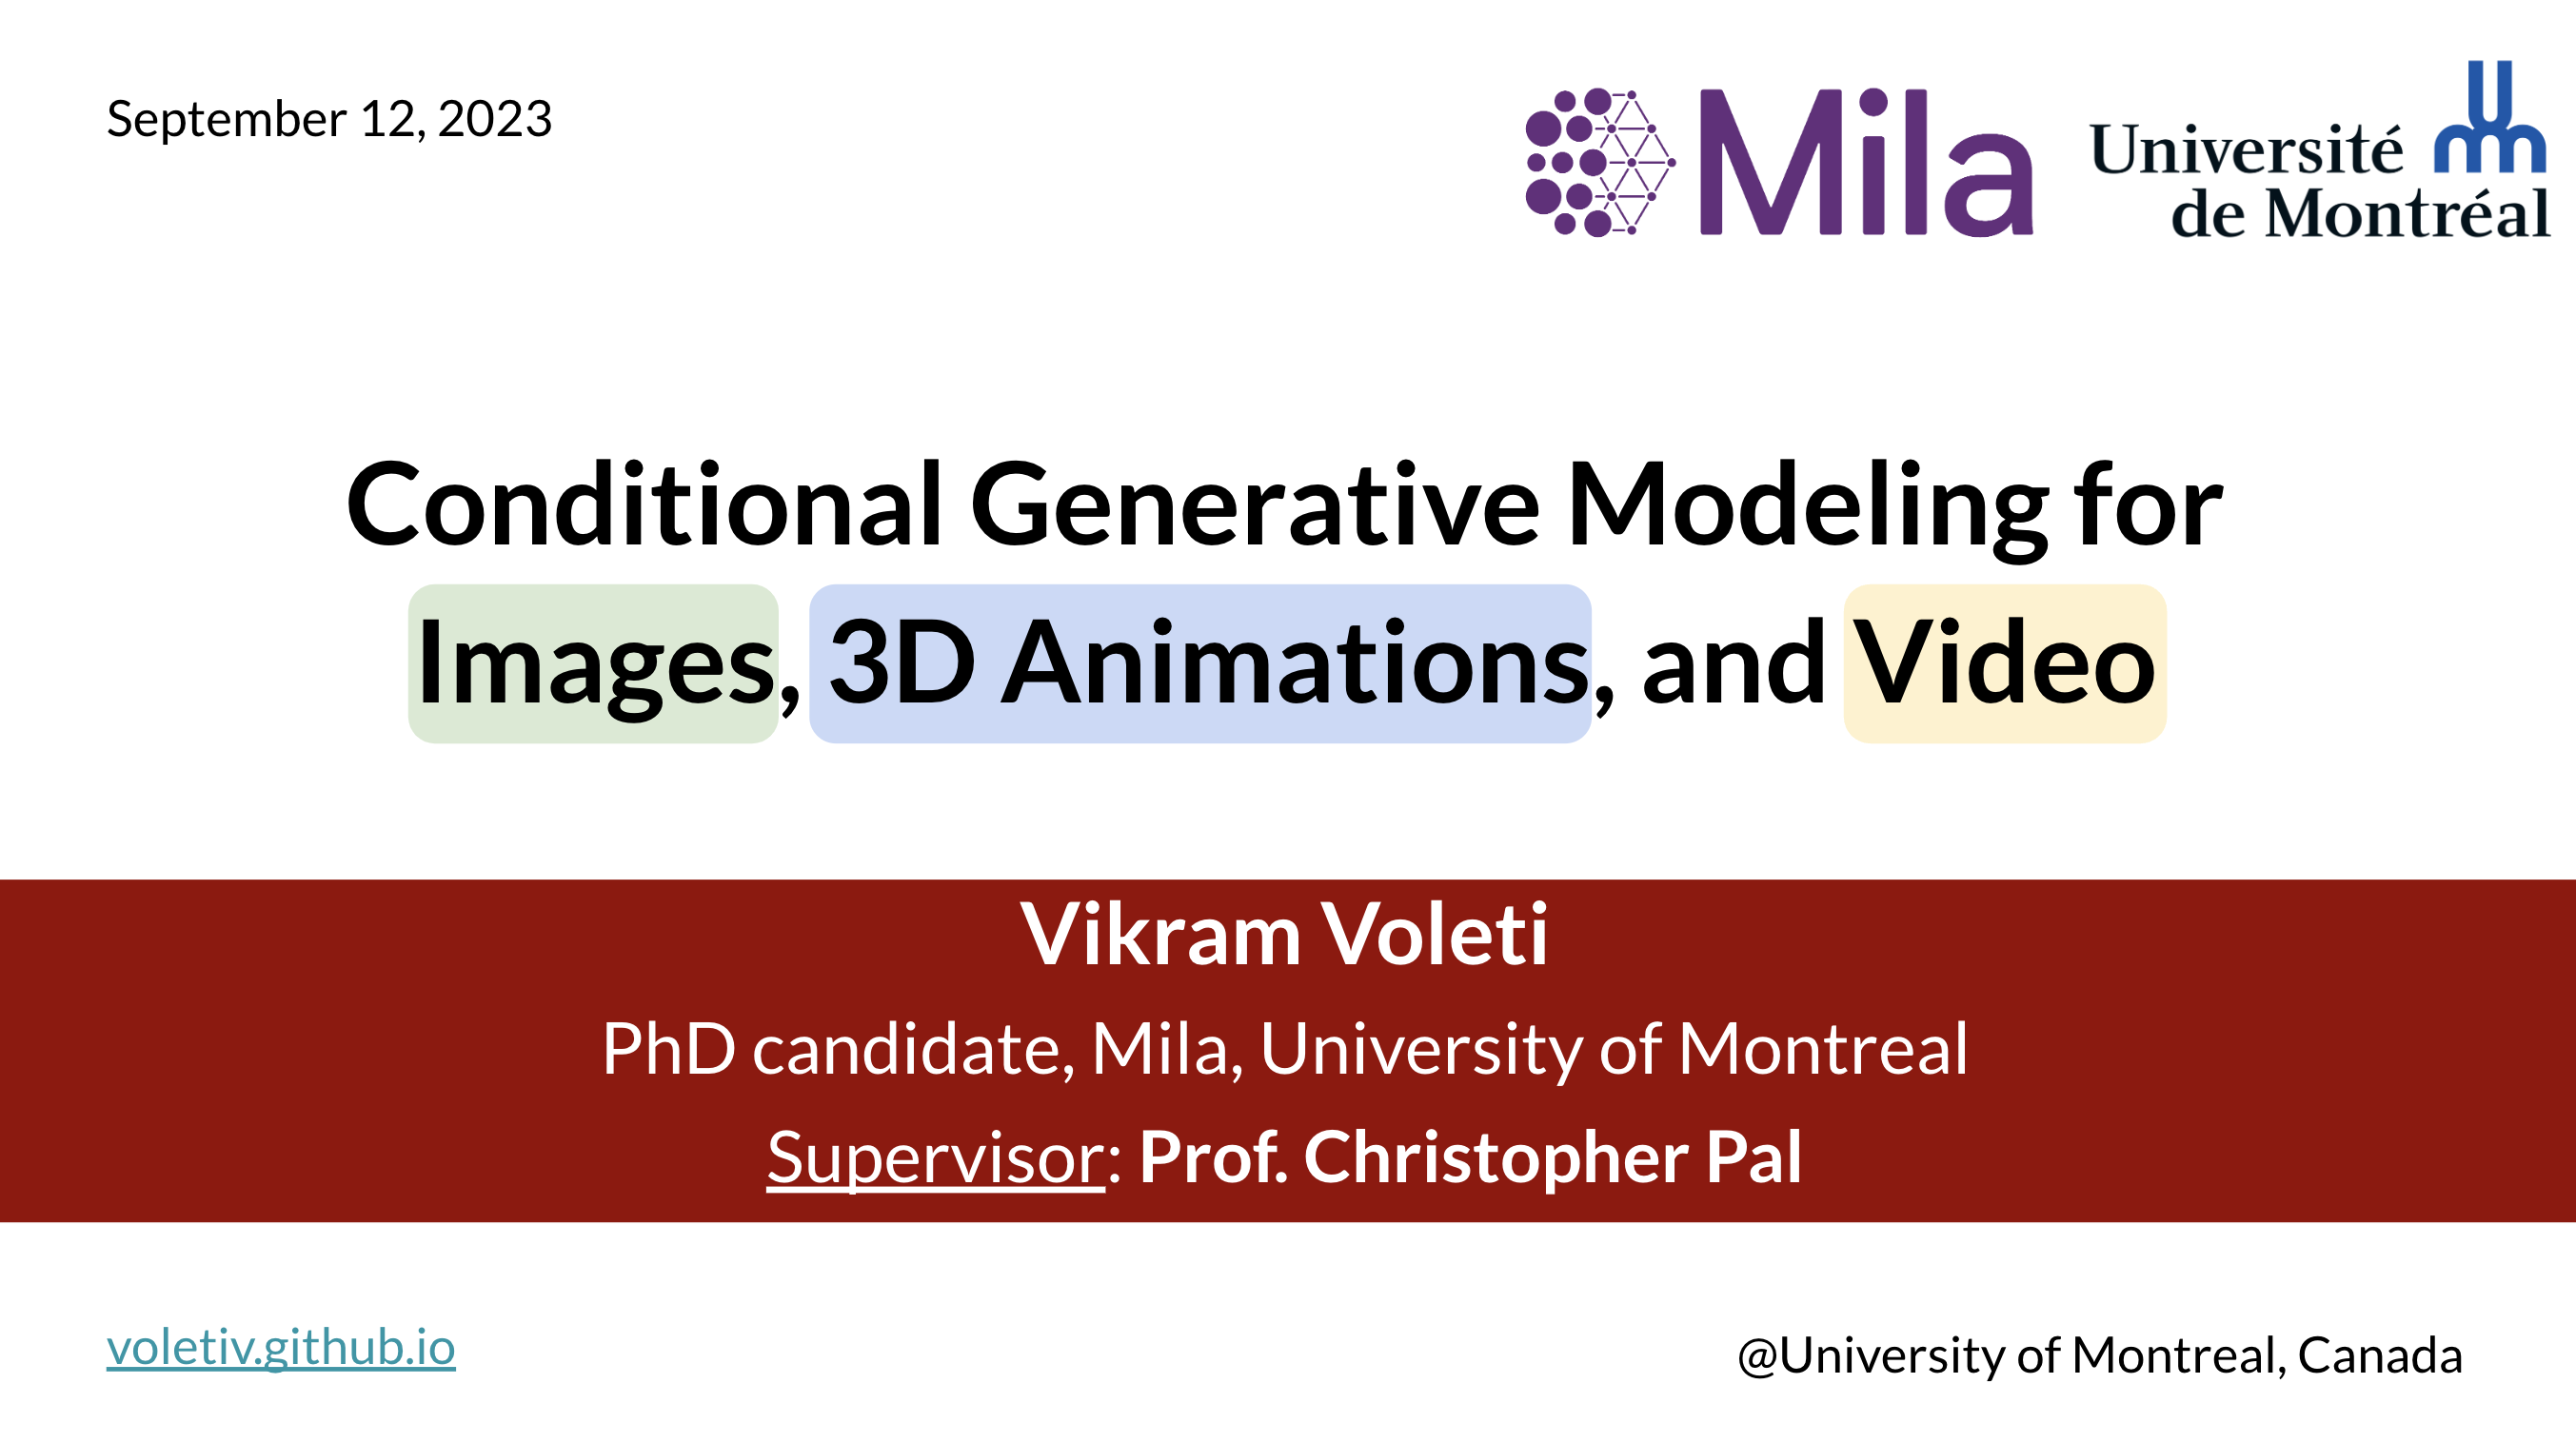 September 12, 2023
Mila
Université
de Montréal
Conditional Generative Modeling for
Images, 3D Animations, and Video
Vikram Voleti
PhD candidate, Mila, University of Montreal
Supervisor: Prof. Christopher Pal
voletiv.github.io
@University of Montreal, Canada